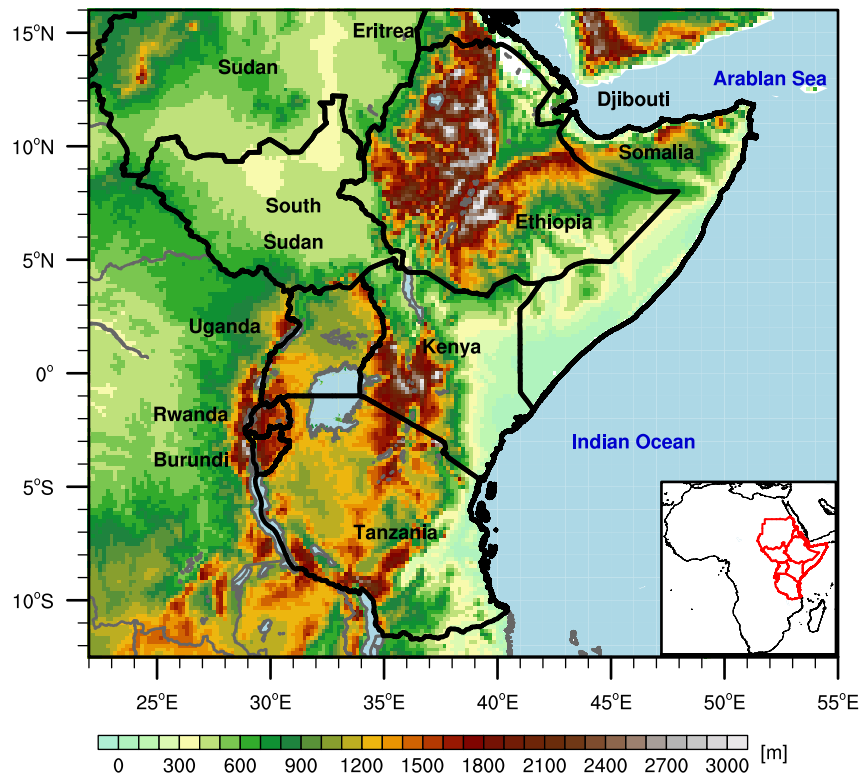 15°N
Eritrea
Sudan
Arabian Sea
Djibouti
10°N
Somalia
South
Sudan
Ethiopia
5°N
Uganda
Kenya
0°
Rwanda
Indian Ocean
Burundi
5°S
Tanzania
10°S
25°E 30°E 35°E 40°E 45°E 50°E 55°E
0 300 600 900 1200 1500 1800 2100 2400 2700 3000 [m]